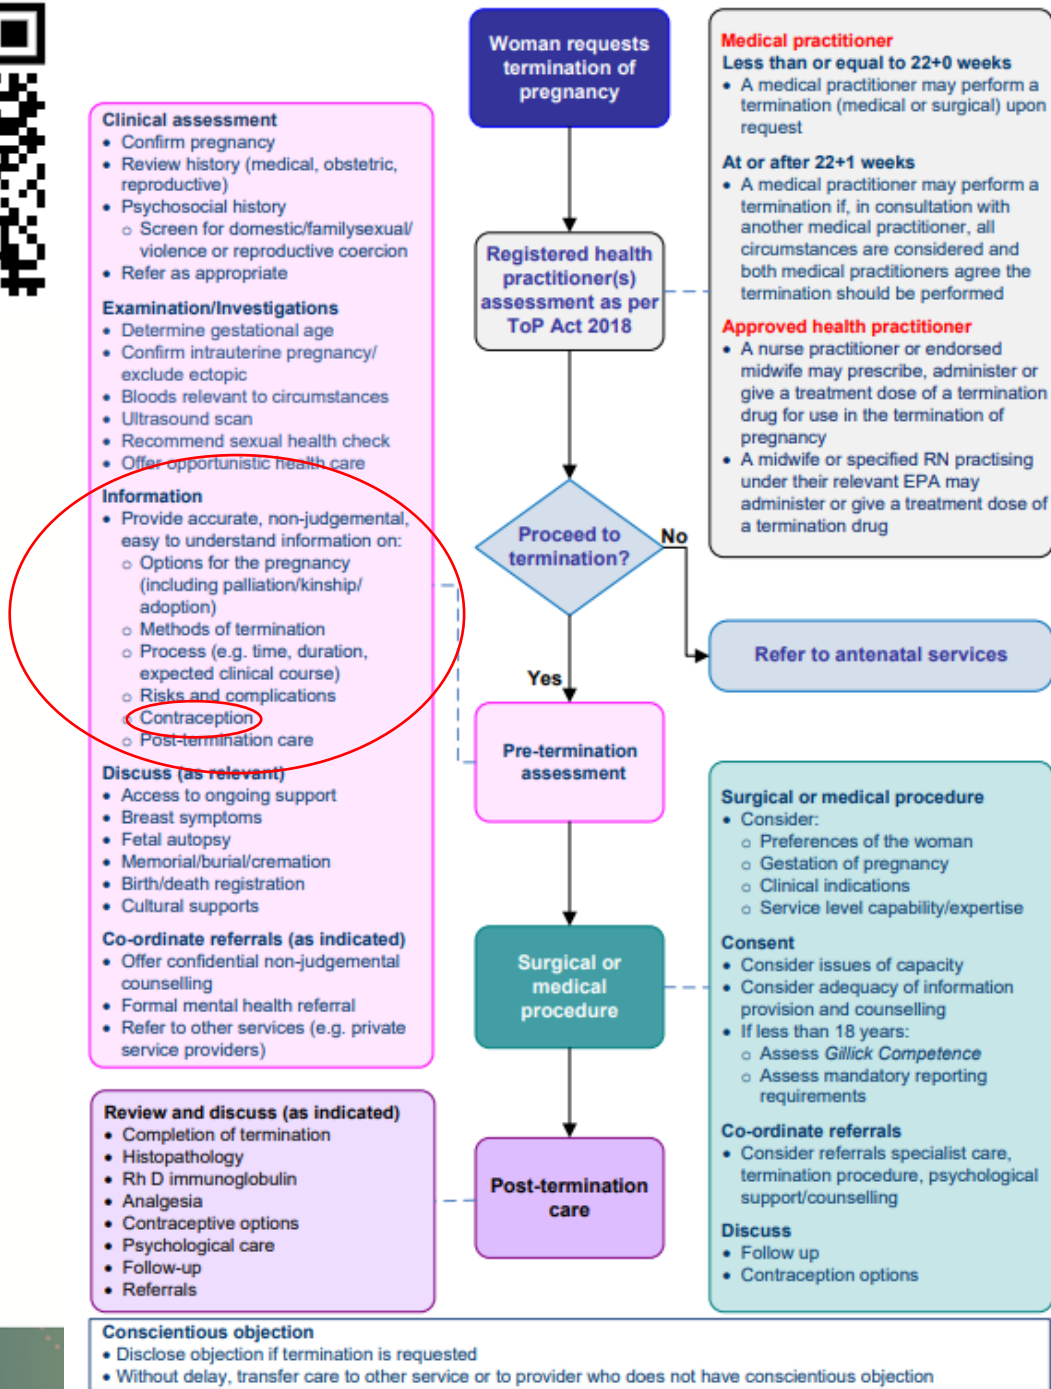 Woman requests
termination of
pregnancy
Medical practitioner
Less than or equal to 22+0 weeks
• A medical practitioner may perform a
termination (medical or surgical) upon
request
At or after 22+1 weeks
• A medical practitioner may perform a
termination if, in consultation with
another medical practitioner, all
circumstances are considered and
both medical practitioners agree the
termination should be performed
Approved health practitioner
• A nurse practitioner or endorsed
midwife may prescribe, administer or
give a treatment dose of a termination
drug for use in the termination of
pregnancy
• A midwife or specified RN practising
under their relevant EPA may
administer or give a treatment dose of
a termination drug
Clinical assessment
• Confirm pregnancy
• Review history (medical, obstetric,
reproductive)
• Psychosocial history
o Screen for domestic/familysexual/
violence or reproductive coercion
• Refer as appropriate
Examination/Investigations
• Determine gestational age
• Confirm intrauterine pregnancy/
exclude ectopic
• Bloods relevant to circumstances
• Ultrasound scan
• Recommend sexual health check
• Offer opportunistic health care
Information
• Provide accurate, non-judgemental,
easy to understand information on:
o Options for the pregnancy
(including palliation/kinship/
adoption)
o Methods of termination
o Process (e.g. time, duration,
expected clinical course)
o Risks and complications
o Contraception
o Post-termination care
Discuss (as relevant)
• Access to ongoing support
• Breast symptoms
• Fetal autopsy
• Memorial/burial/cremation
• Birth/death registration
• Cultural supports
Co-ordinate referrals (as indicated)
• Offer confidential non-judgemental
counselling
• Formal mental health referral
• Refer to other services (e.g. private
service providers)
Registered health
practitioner(s)
assessment as per
ToP Act 2018
Proceed to
termination?
No
Refer to antenatal services
Yes
Pre-termination
assessment
Surgical or
medical
procedure
Surgical or medical procedure
• Consider:
o Preferences of the woman
o Gestation of pregnancy
o Clinical indications
o Service level capability/expertise
Consent
• Consider issues of capacity
• Consider adequacy of information
provision and counselling
• If less than 18 years:
o Assess Gillick Competence
o Assess mandatory reporting
requirements
Co-ordinate referrals
• Consider referrals specialist care,
termination procedure, psychological
support/counselling
Discuss
• Follow up
• Contraception options
Post-termination
care
Review and discuss (as indicated)
• Completion of termination
• Histopathology
• Rh D immunoglobulin
• Analgesia
• Contraceptive options
• Psychological care
• Follow-up
• Referrals
Conscientious objection
• Disclose objection if termination is requested
• Without delay, transfer care to other service or to provider who does not have conscientious objection